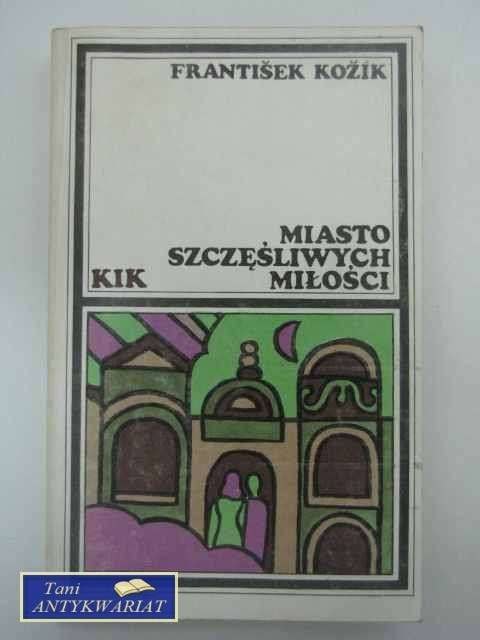 FRANTIŠEK KOŽÍK
MIASTO
SZCZĘŚLIWYCH
MIŁOŚCI
KIK
Tani
ANTYKWARIAT